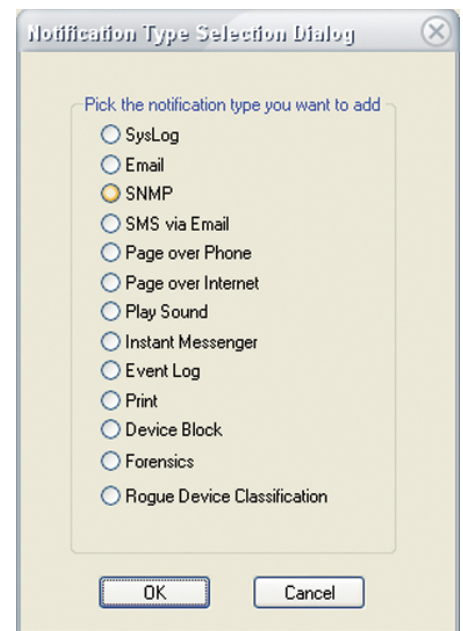 Notification Type Selection Dialog
Pick the notification type you want to add
SysLog
Email
SNMP
SMS via Email
Page over Phone
Page over Internet
Play Sound
Instant Messenger
Event Log
Print
Device Block
Forensics
Rogue Device Classification
OK
Cancel